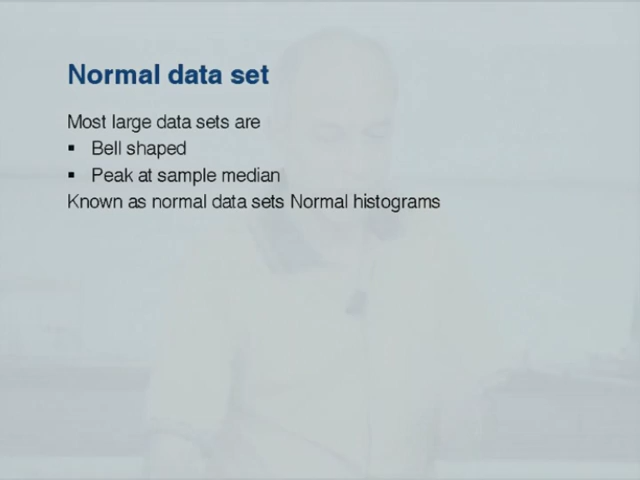 Normal data set
Most large data sets are
▪ Bell shaped
▪ Peak at sample median
Known as normal data sets Normal histograms